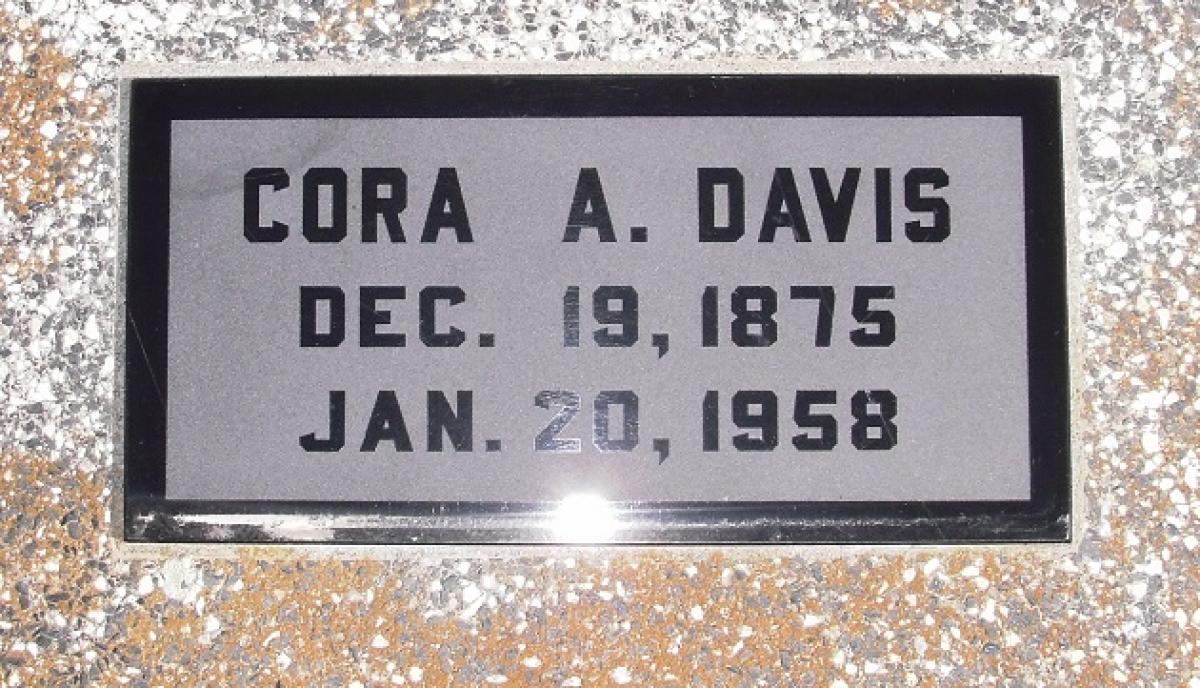 CORA A. DAVIS
DEC. 19, 1875
JAN. 20, 1958